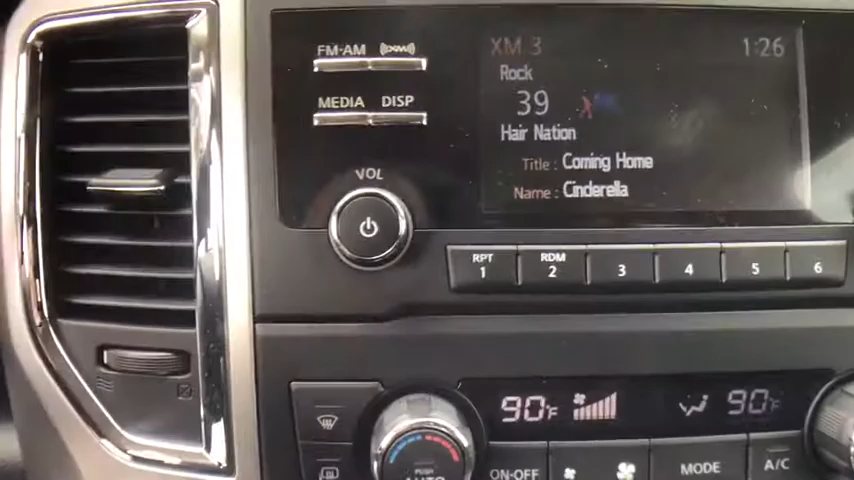 FM-AM XM
XM 3 1:26
Rock
MEDIA DISP
39
Hair Nation
Title : Coming Home
Name : Cinderella
VOL
RPT 1 RDM 2 3 4 5 6
90°F 90°F
PUSH
AUTO
ON-OFF MODE A/C